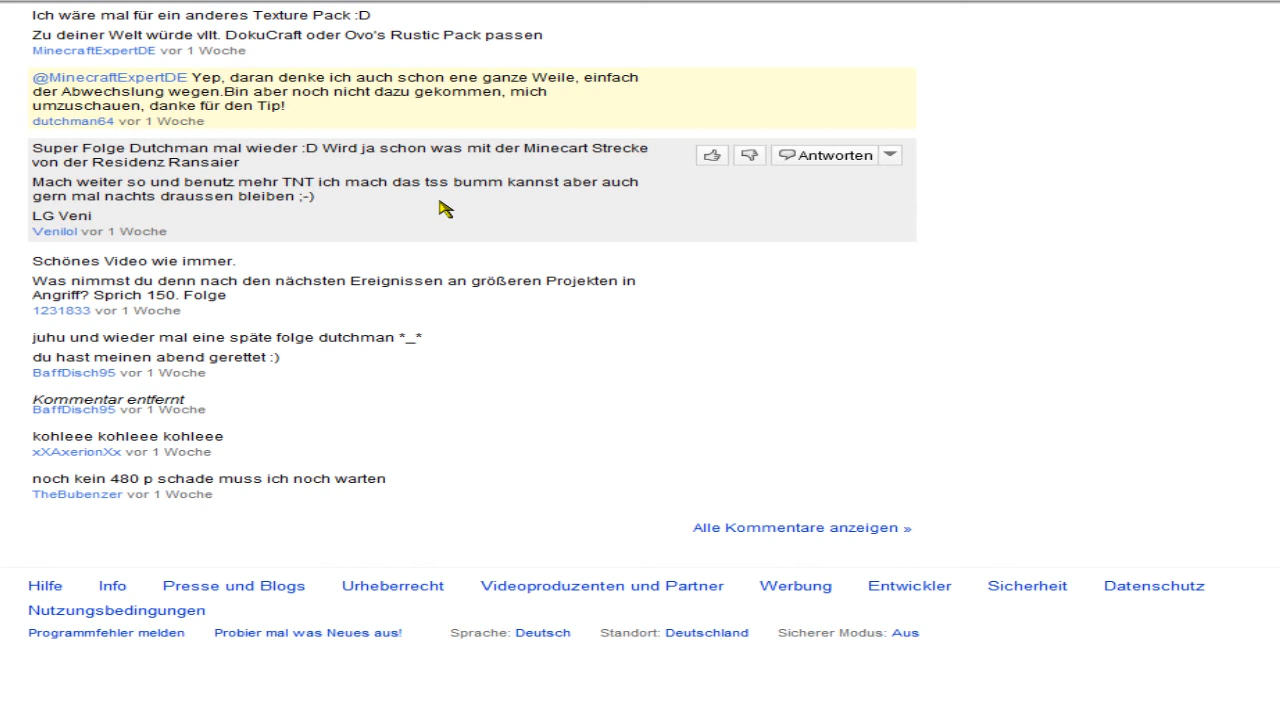 Ich wäre mal für ein anderes Texture Pack :D
Zu deiner Welt würde vllt. DokuCraft oder Ovo's Rustic Pack passen
MinecraftExpertDE vor 1 Woche
@MinecraftExpertDE Yep, daran denke ich auch schon ene ganze Weile, einfach
der Abwechslung wegen.Bin aber noch nicht dazu gekommen, mich
umzuschauen, danke für den Tip!
dutchman64 vor 1 Woche
Super Folge Dutchman mal wieder :D Wird ja schon was mit der Minecart Strecke
von der Residenz Ransaier
Antworten
Mach weiter so und benutz mehr TNT ich mach das tss bumm kannst aber auch
gern mal nachts draussen bleiben ;-)
LG Veni
Venilol vor 1 Woche
Schönes Video wie immer.
Was nimmst du denn nach den nächsten Ereignissen an größeren Projekten in
Angriff? Sprich 150. Folge
1231833 vor 1 Woche
juhu und wieder mal eine späte folge dutchman *_*
du hast meinen abend gerettet :)
BaffDisch95 vor 1 Woche
Kommentar entfernt
BaffDisch95 vor 1 Woche
kohleee kohleee kohleee
xXAxerionXx vor 1 Woche
noch kein 480 p schade muss ich noch warten
TheBubenzer vor 1 Woche
Alle Kommentare anzeigen »
Hilfe Info Presse und Blogs Urheberrecht Videoproduzenten und Partner Werbung Entwickler Sicherheit Datenschutz
Nutzungsbedingungen
Programmfehler melden Probier mal was Neues aus! Sprache: Deutsch Standort: Deutschland Sicherer Modus: Aus